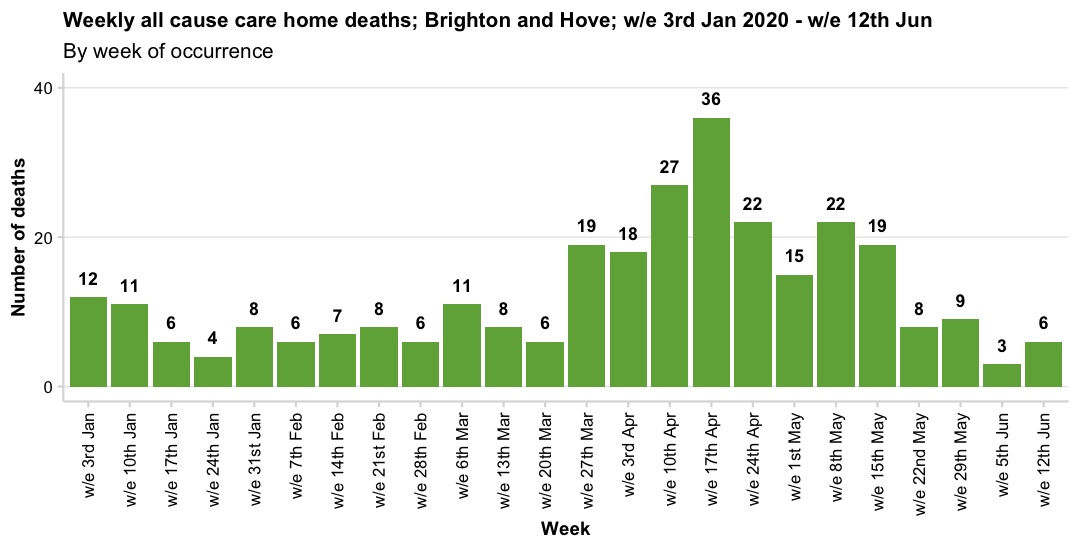 Weekly all cause care home deaths; Brighton and Hove; w/e 3rd Jan 2020 - w/e 12th Jun
By week of occurrence
Number of deaths
40
20
0
12
11
6
4
8
6
7
8
6
11
8
6
19
18
27
36
22
15
22
19
8
9
3
6
w/e 3rd Jan
w/e 10th Jan
w/e 17th Jan
w/e 24th Jan
w/e 31st Jan
w/e 7th Feb
w/e 14th Feb
w/e 21st Feb
w/e 28th Feb
w/e 6th Mar
w/e 13th Mar
w/e 20th Mar
w/e 27th Mar
w/e 3rd Apr
w/e 10th Apr
w/e 17th Apr
w/e 24th Apr
w/e 1st May
w/e 8th May
w/e 15th May
w/e 22nd May
w/e 29th May
w/e 5th Jun
w/e 12th Jun
Week